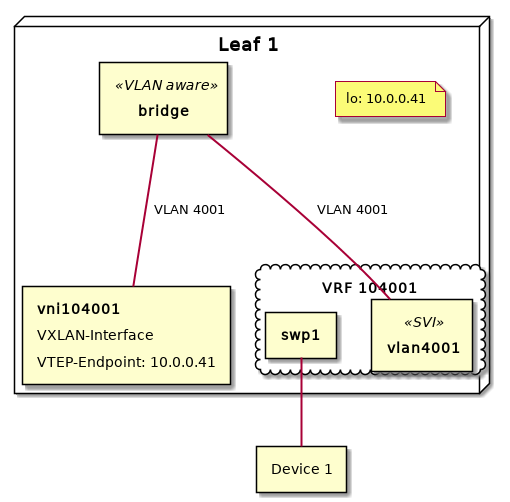 Leaf 1
«VLAN aware»
bridge
lo: 10.0.0.41
VLAN 4001
VLAN 4001
vni104001
VXLAN-Interface
VTEP-Endpoint: 10.0.0.41
VRF 104001
swp1
«SVI»
vlan4001
Device 1